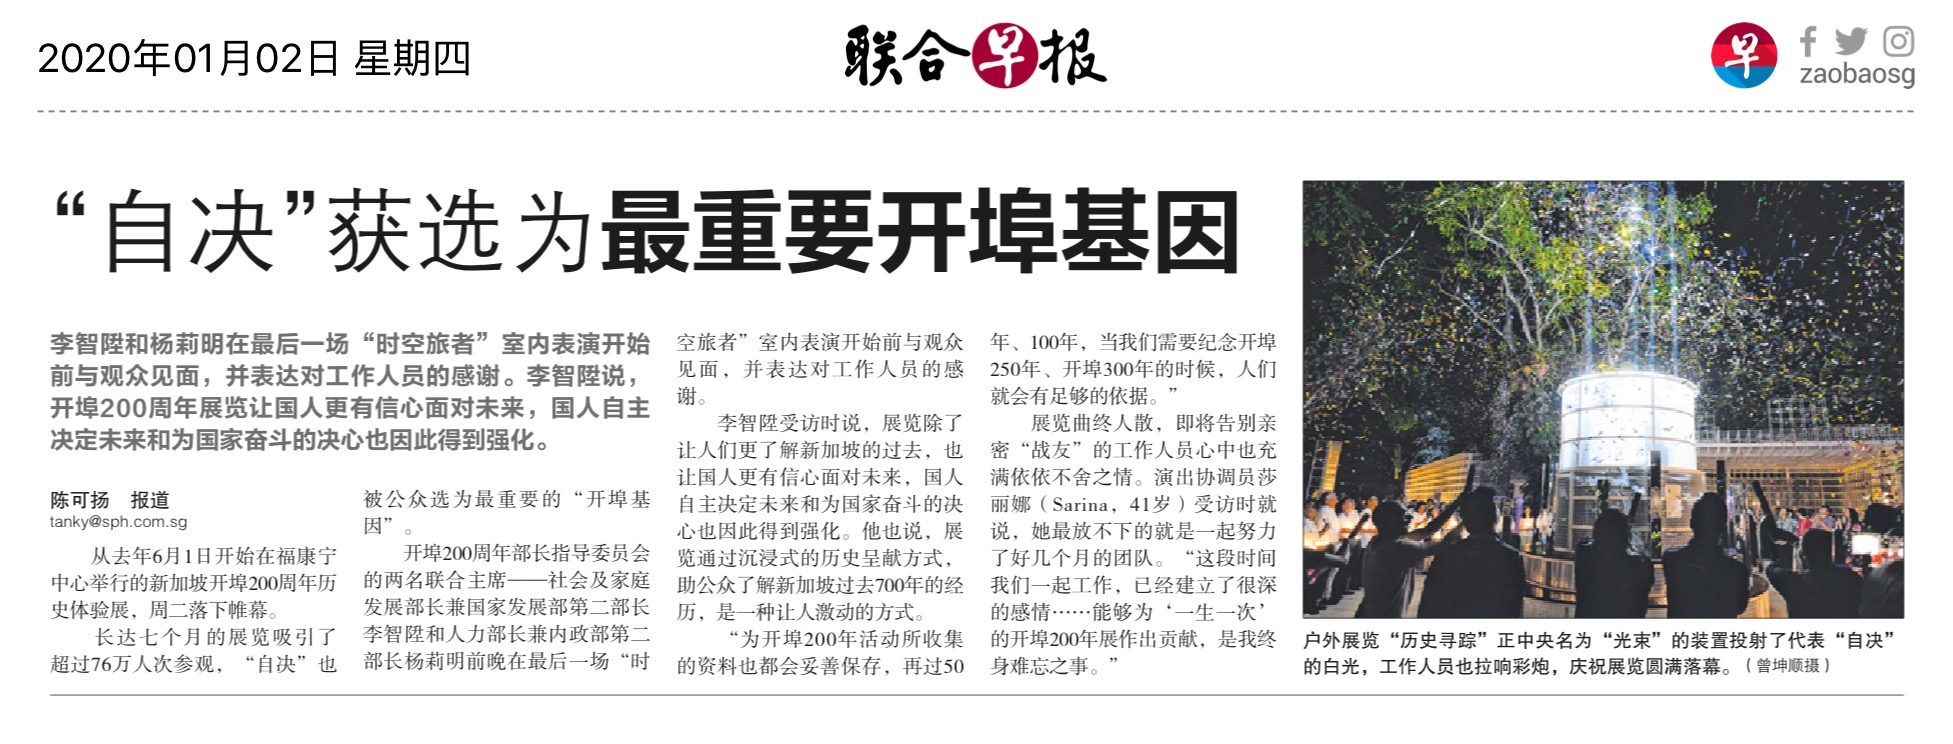 2020年01月02日 星期四
联合早报
早
zaobaosg
“自决”获选为最重要开埠基因
李智陞和杨莉明在最后一场“时空旅者”室内表演开始
前与观众见面，并表达对工作人员的感谢。李智陞说，
开埠200周年展览让国人更有信心面对未来，国人自主
决定未来和为国家奋斗的决心也因此得到强化。
陈可扬 报道
tanky@sph.com.sg
从去年6月1日开始在福康宁
中心举行的新加坡开埠200周年历
史体验展，周二落下帷幕。
长达七个月的展览吸引了
超过76万人次参观，“自决”也
被公众选为最重要的“开埠基
因”。
开埠200周年部长指导委员会
的两名联合主席——社会及家庭
发展部长兼国家发展部第二部长
李智陞和人力部长兼内政部第二
部长杨莉明前晚在最后一场“时
空旅者”室内表演开始前与观众
见面，并表达对工作人员的感
谢。
李智陞受访时说，展览除了
让人们更了解新加坡的过去，也
让国人更有信心面对未来，国人
自主决定未来和为国家奋斗的决
心也因此得到强化。他也说，展
览通过沉浸式的历史呈献方式，
助公众了解新加坡过去700年的经
历，是一种让人激动的方式。
“为开埠200年活动所收集
的资料也都会妥善保存，再过50
年、100年，当我们需要纪念开埠
250年、开埠300年的时候，人们
就会有足够的依据。”
展览曲终人散，即将告别亲
密“战友”的工作人员心中也充
满依依不舍之情。演出协调员莎
丽娜（Sarina，41岁）受访时就
说，她最放不下的就是一起努力
了好几个月的团队。“这段时间
我们一起工作，已经建立了很深
的感情……能够为‘一生一次’
的开埠200年展作出贡献，是我终
身难忘之事。”
户外展览“历史寻踪”正中央名为“光束”的装置投射了代表“自决”
的白光，工作人员也拉响彩炮，庆祝展览圆满落幕。（曾坤顺摄）